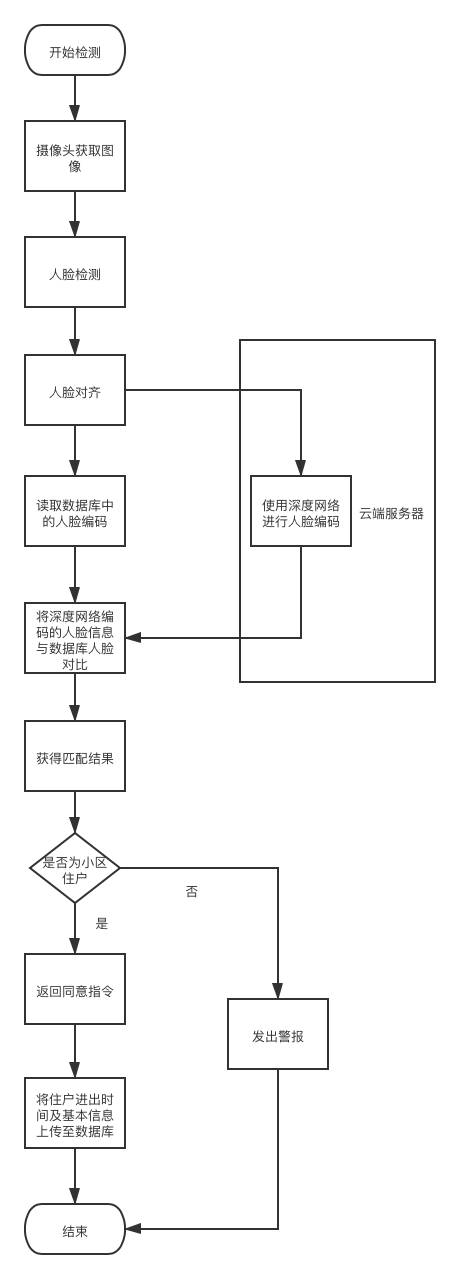 开始检测
摄像头获取图
像
人脸检测
人脸对齐
读取数据库中
的人脸编码
使用深度网络
进行人脸编码
云端服务器
将深度网络编
码的人脸信息
与数据库人脸
对比
获得匹配结果
是否为小区
住户
否
是
返回同意指令
发出警报
将住户进出时
间及基本信息
上传至数据库
结束